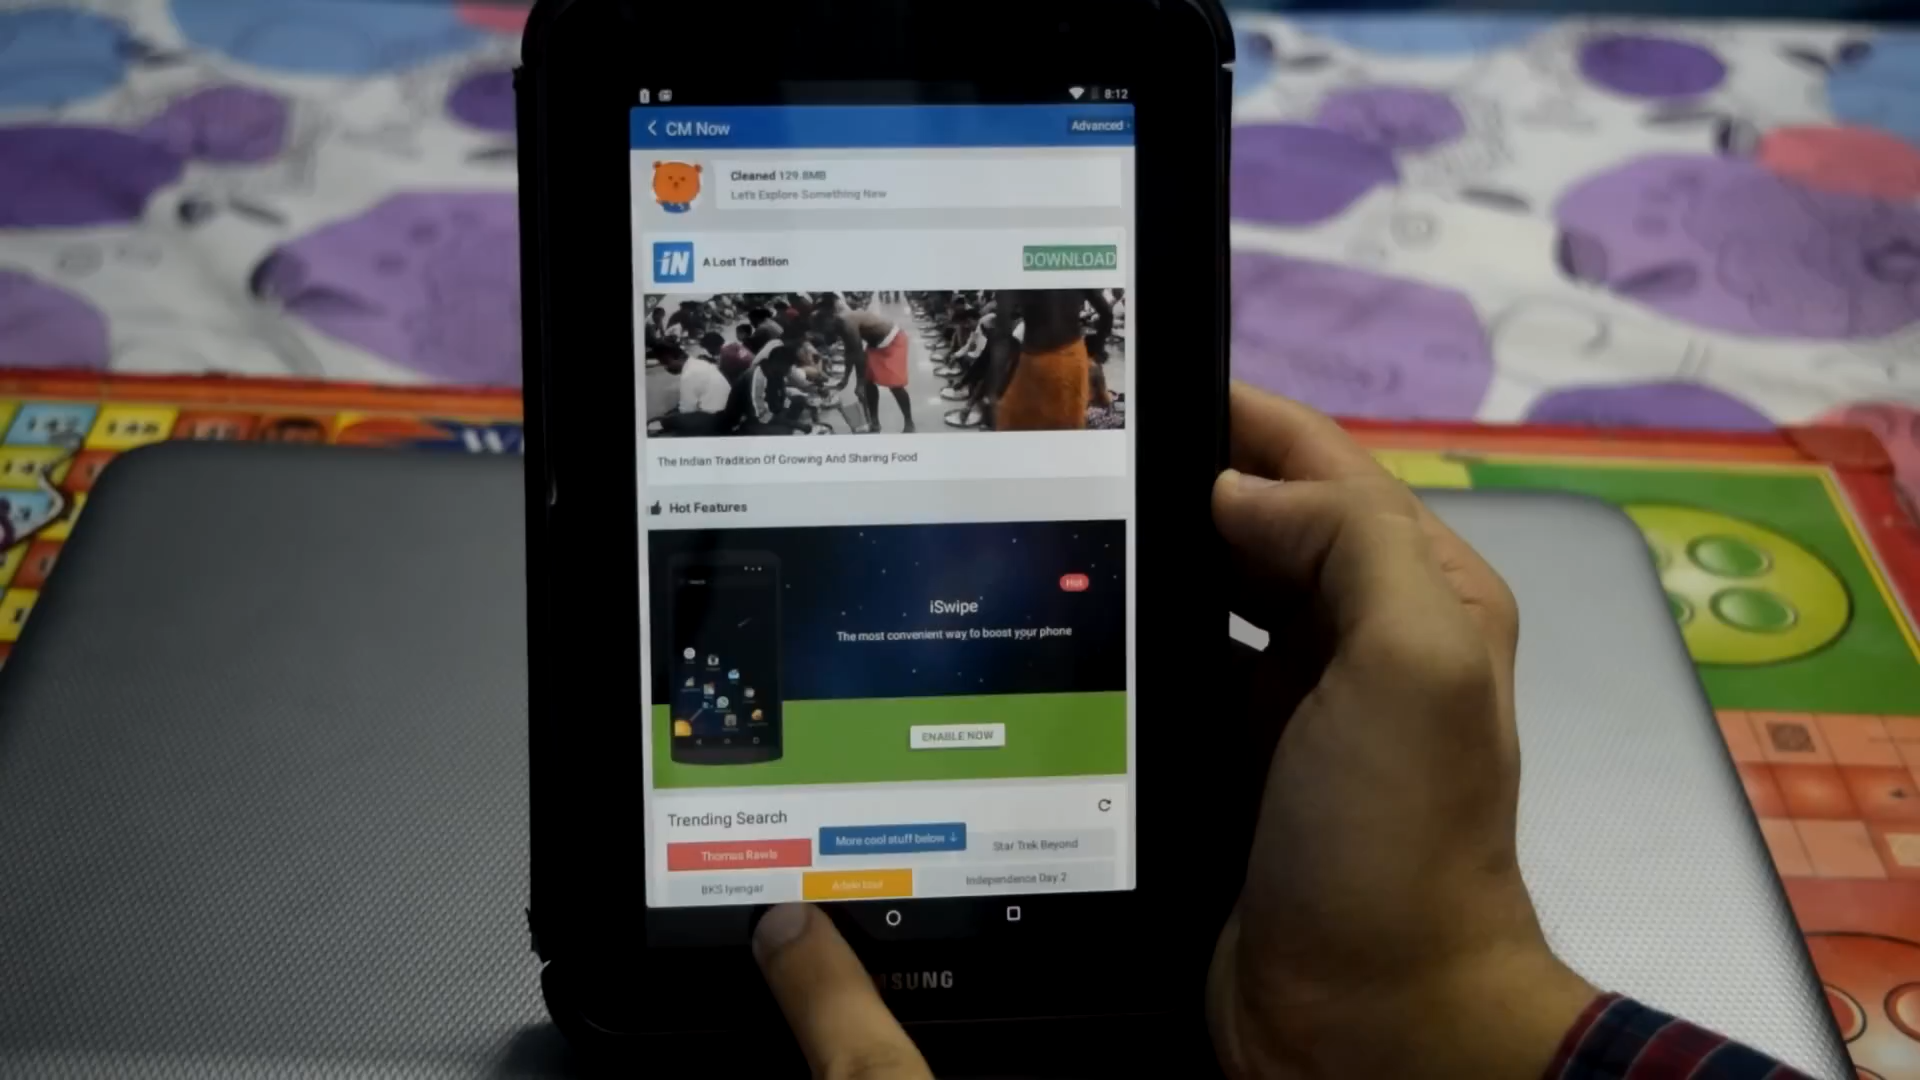 8:12
CM Now
Advanced
Cleaned 129.8MB
Let's Explore Something New
iN
A Lost Tradition
DOWNLOAD
The Indian Tradition Of Growing And Sharing Food
Hot Features
Hot
iSwipe
The most convenient way to boost your phone
ENABLE NOW
Trending Search
More cool stuff below ↓
Thomas Rawls
Star Trek Beyond
BKS Iyengar
Independence Day 2
SUNG